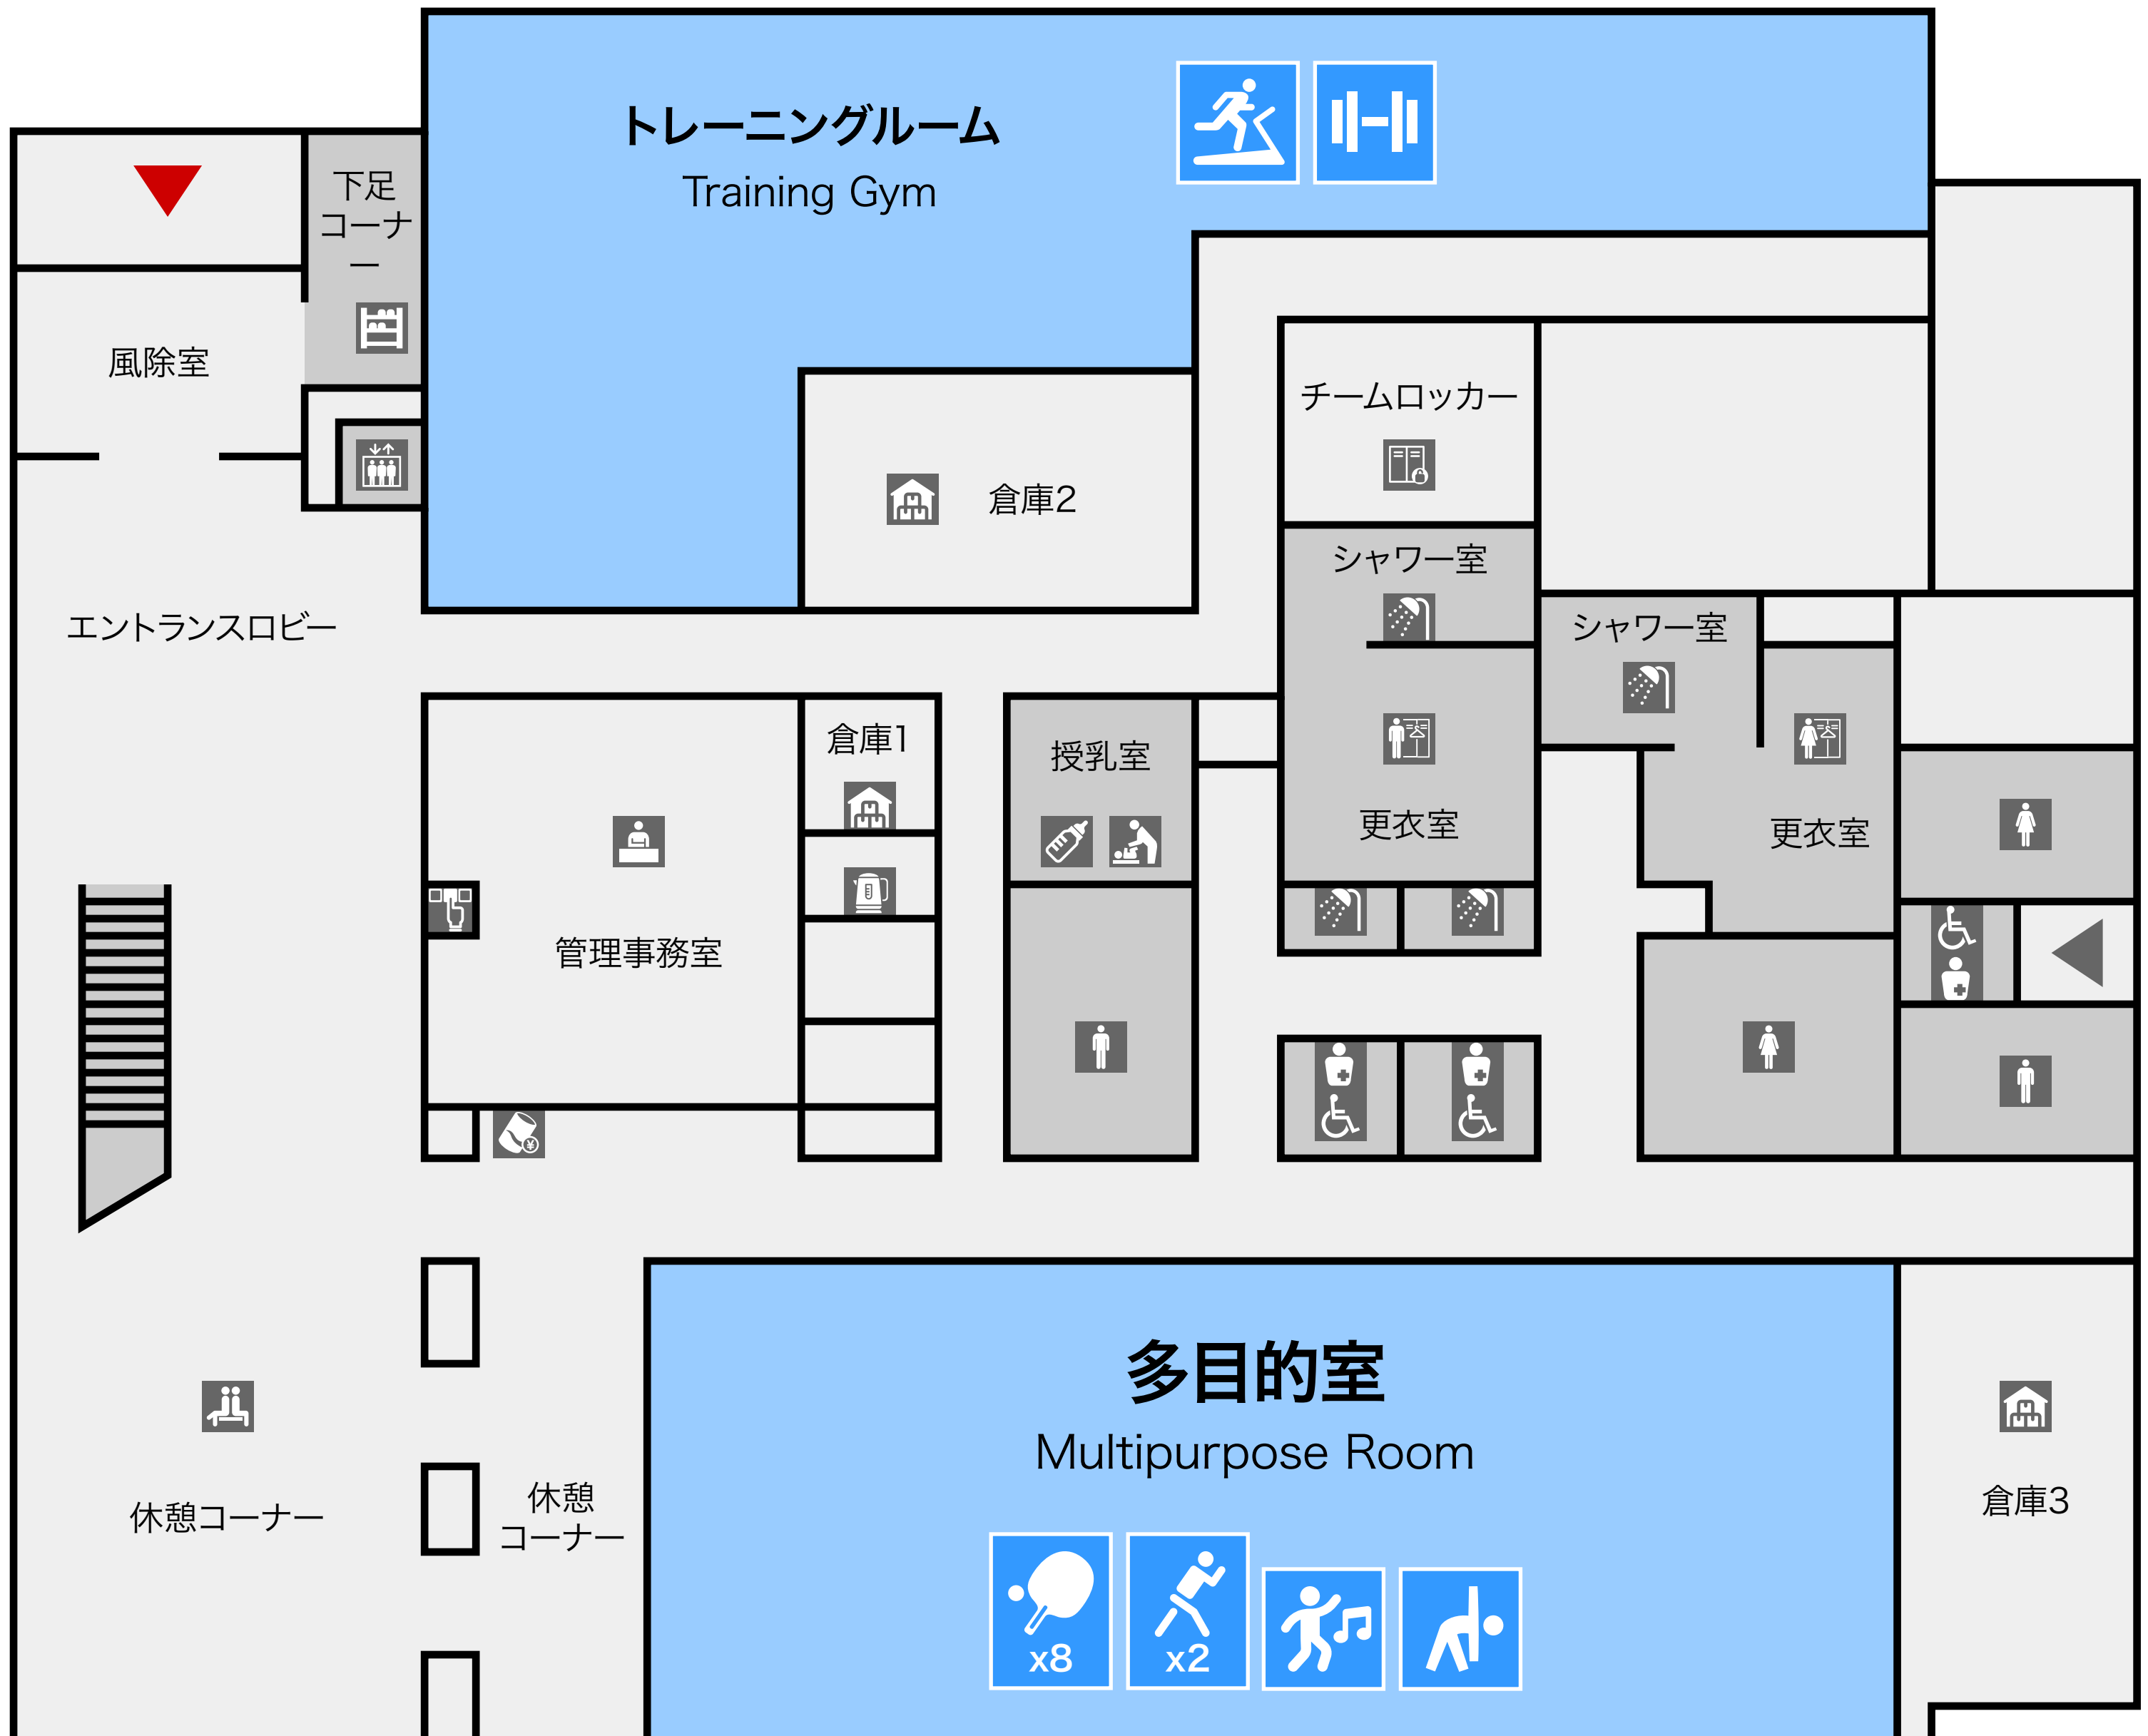 トレーニングルーム
Training Gym
下足
コーナ
ー
風除室
チームロッカー
倉庫2
シャワー室
シャワー室
エントランスロビー
倉庫1
授乳室
更衣室
更衣室
管理事務室
¥
多目的室
Multipurpose Room
休憩コーナー
休憩
コーナー
倉庫3
x8
x2